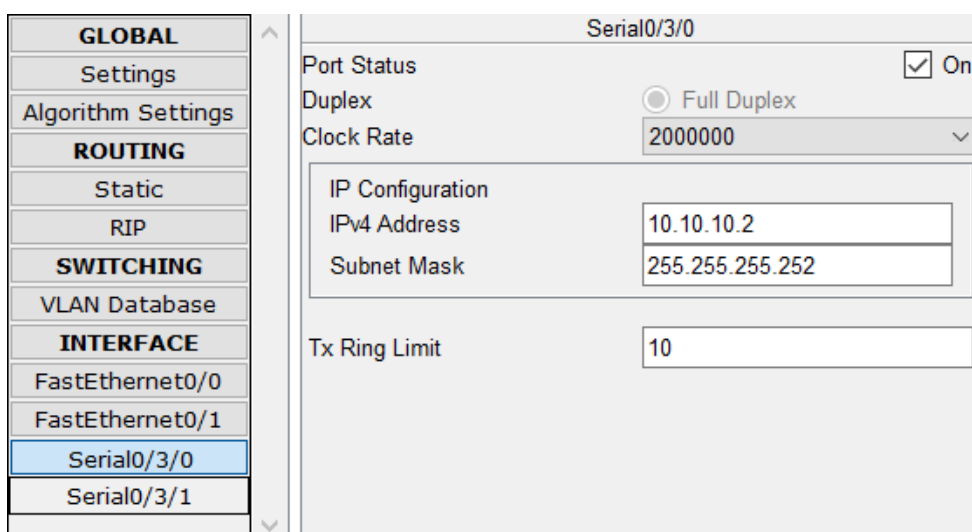 GLOBAL
Settings
Algorithm Settings
ROUTING
Static
RIP
SWITCHING
VLAN Database
INTERFACE
FastEthernet0/0
FastEthernet0/1
Serial0/3/0
Serial0/3/1
Serial0/3/0
Port Status On
Duplex Full Duplex
Clock Rate 2000000
IP Configuration
IPv4 Address 10.10.10.2
Subnet Mask 255.255.255.252
Tx Ring Limit 10